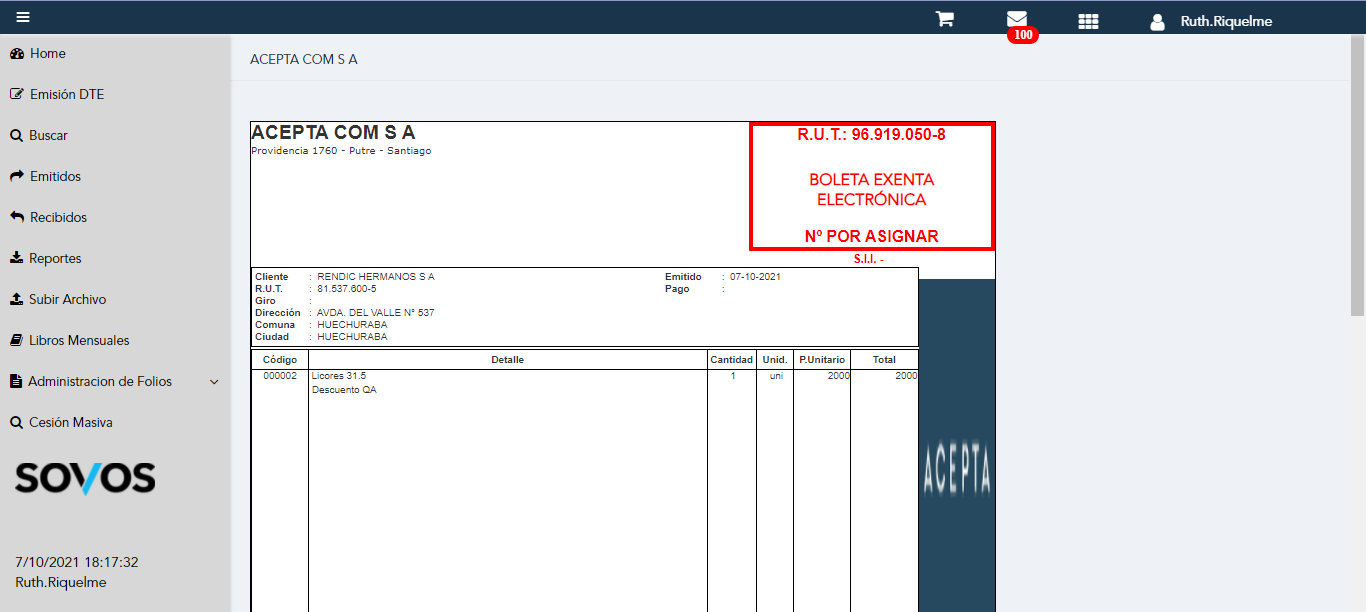 Ruth.Riquelme
100
Home
Emisión DTE
Buscar
Emitidos
Recibidos
Reportes
Subir Archivo
Libros Mensuales
Administracion de Folios
Cesión Masiva
SOVOS
7/10/2021 18:17:32
Ruth.Riquelme
ACEPTA COM S A
ACEPTA COM S A
Providencia 1760 - Putre - Santiago
R.U.T.: 96.919.050-8
BOLETA EXENTA
ELECTRÓNICA
Nº POR ASIGNAR
S.I.I. -
Cliente : RENDIC HERMANOS S A Emitido : 07-10-2021
R.U.T. : 81.537.600-5 Pago :
Giro :
Dirección : AVDA. DEL VALLE N° 537
Comuna : HUECHURABA
Ciudad : HUECHURABA
Código Detalle Cantidad Unid. P.Unitario Total
000002 Licores 31.5 1 uni 2000 2000
Descuento QA
ACEPTA